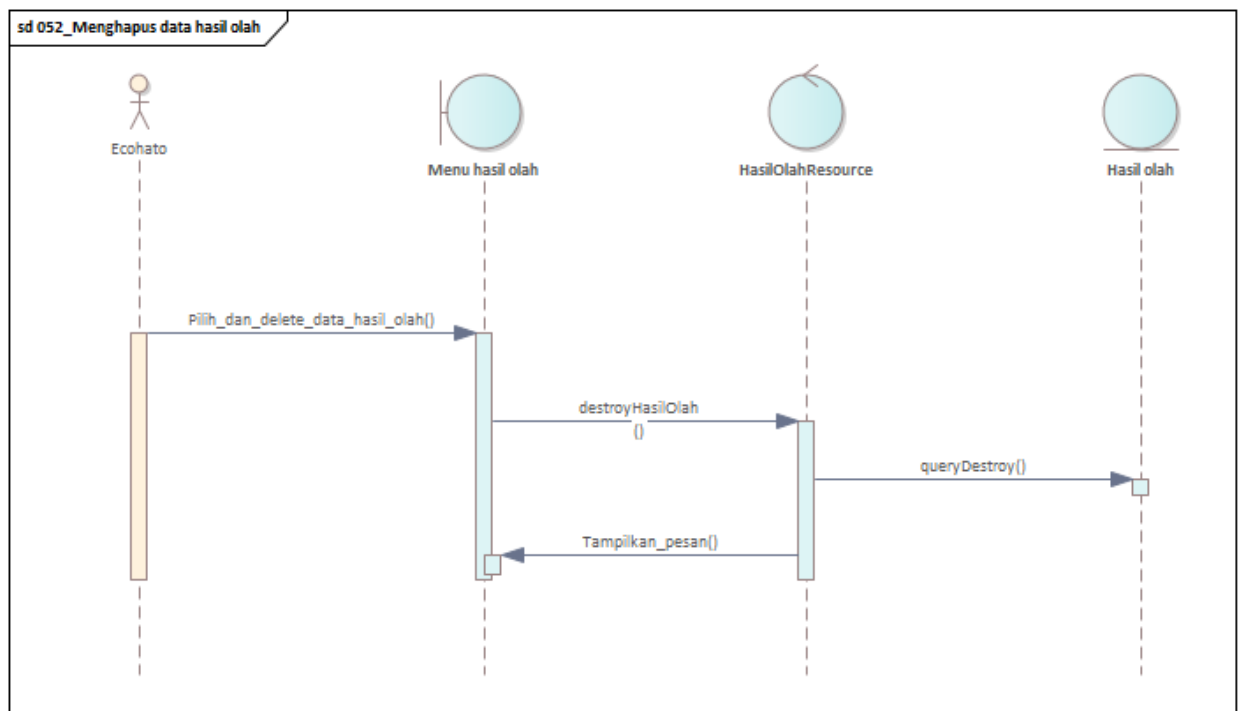 sd 052_Menghapus data hasil olah
Ecohato
Menu hasil olah
HasilOlahResource
Hasil olah
Pilih_dan_delete_data_hasil_olah()
destroyHasilOlah
()
queryDestroy()
Tampilkan_pesan()